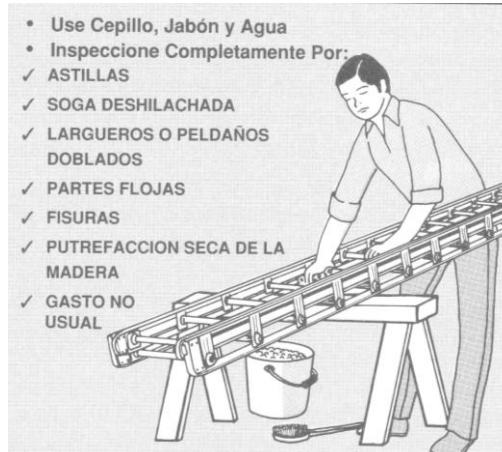 • Use Cepillo, Jabón y Agua
• Inspeccione Completamente Por:
✓ ASTILLAS
✓ SOGA DESHILACHADA
✓ LARGUEROS O PELDAÑOS
DOBLADOS
✓ PARTES FLOJAS
✓ FISURAS
✓ PUTREFACCION SECA DE LA
MADERA
✓ GASTO NO
USUAL